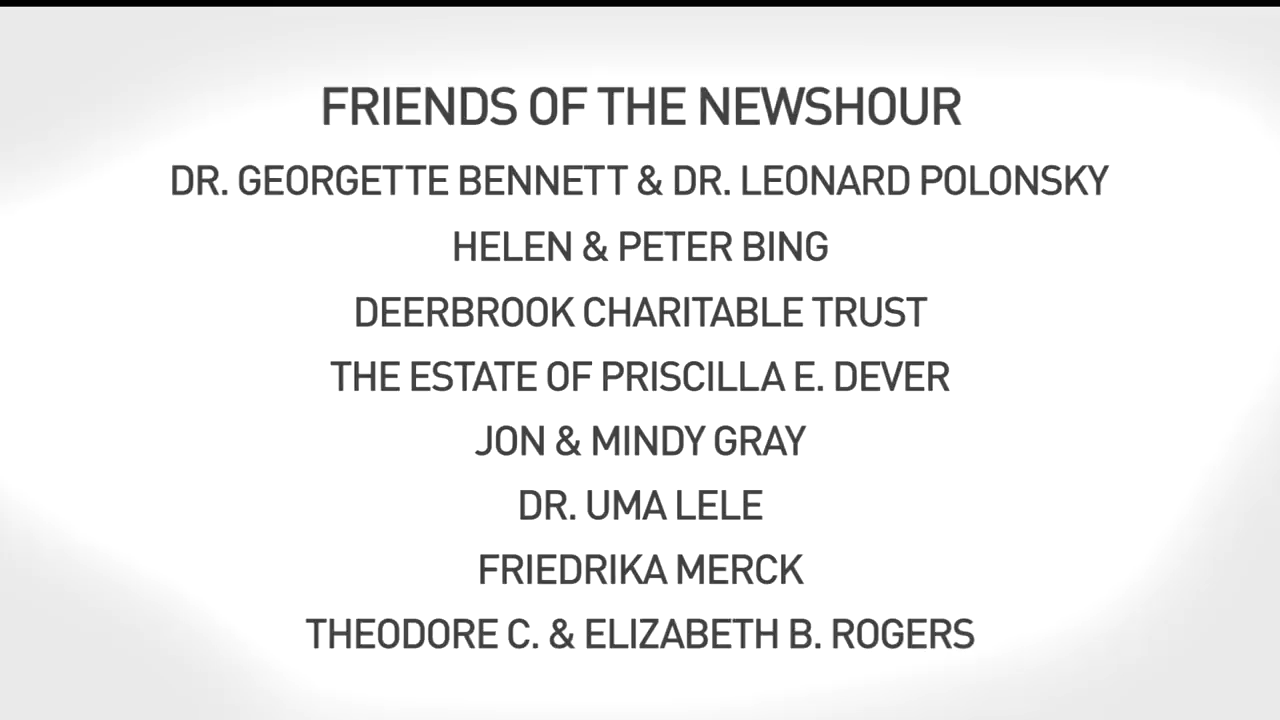 FRIENDS OF THE NEWSHOUR
DR. GEORGETTE BENNETT & DR. LEONARD POLONSKY
HELEN & PETER BING
DEERBROOK CHARITABLE TRUST
THE ESTATE OF PRISCILLA E. DEVER
JON & MINDY GRAY
DR. UMA LELE
FRIEDRIKA MERCK
THEODORE C. & ELIZABETH B. ROGERS